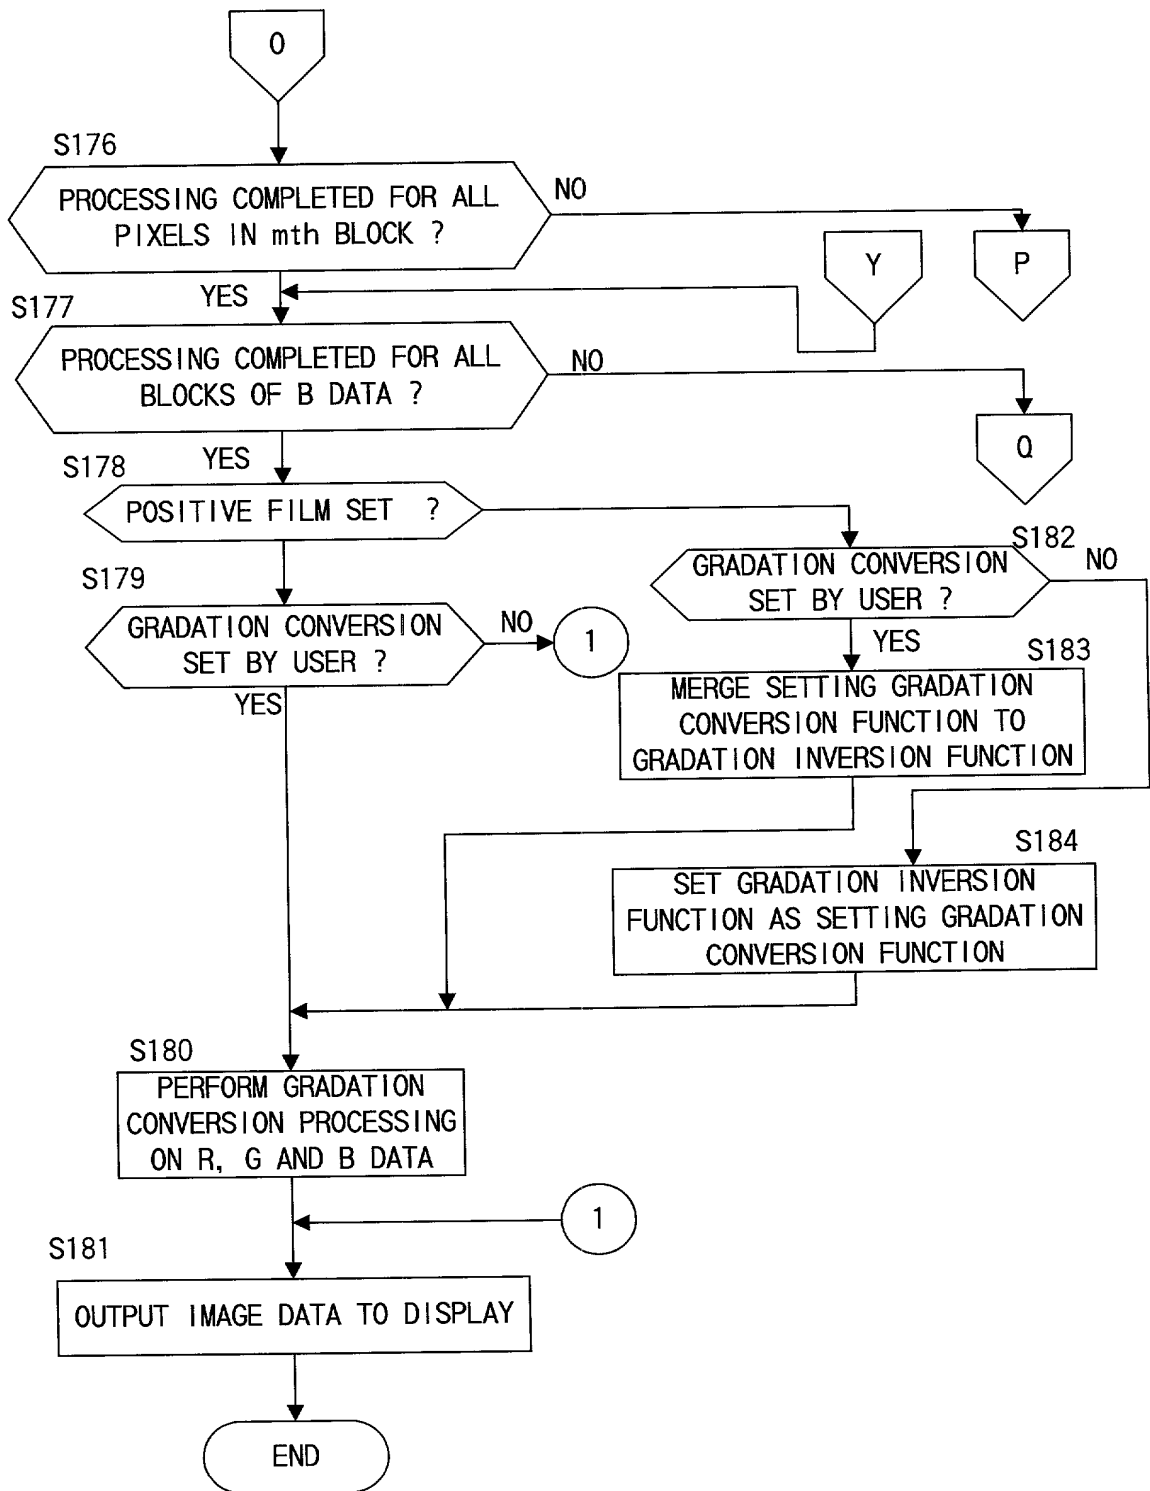 O
S176
PROCESSING COMPLETED FOR ALL
PIXELS IN mth BLOCK ?
NO
P
Y
YES
S177
PROCESSING COMPLETED FOR ALL
BLOCKS OF B DATA ?
NO
Q
YES
S178
POSITIVE FILM SET ?
S182
GRADATION CONVERSION
SET BY USER ?
NO
YES
S179
GRADATION CONVERSION
SET BY USER ?
NO
1
YES
S183
MERGE SETTING GRADATION
CONVERSION FUNCTION TO
GRADATION INVERSION FUNCTION
S184
SET GRADATION INVERSION
FUNCTION AS SETTING GRADATION
CONVERSION FUNCTION
S180
PERFORM GRADATION
CONVERSION PROCESSING
ON R, G AND B DATA
1
S181
OUTPUT IMAGE DATA TO DISPLAY
END